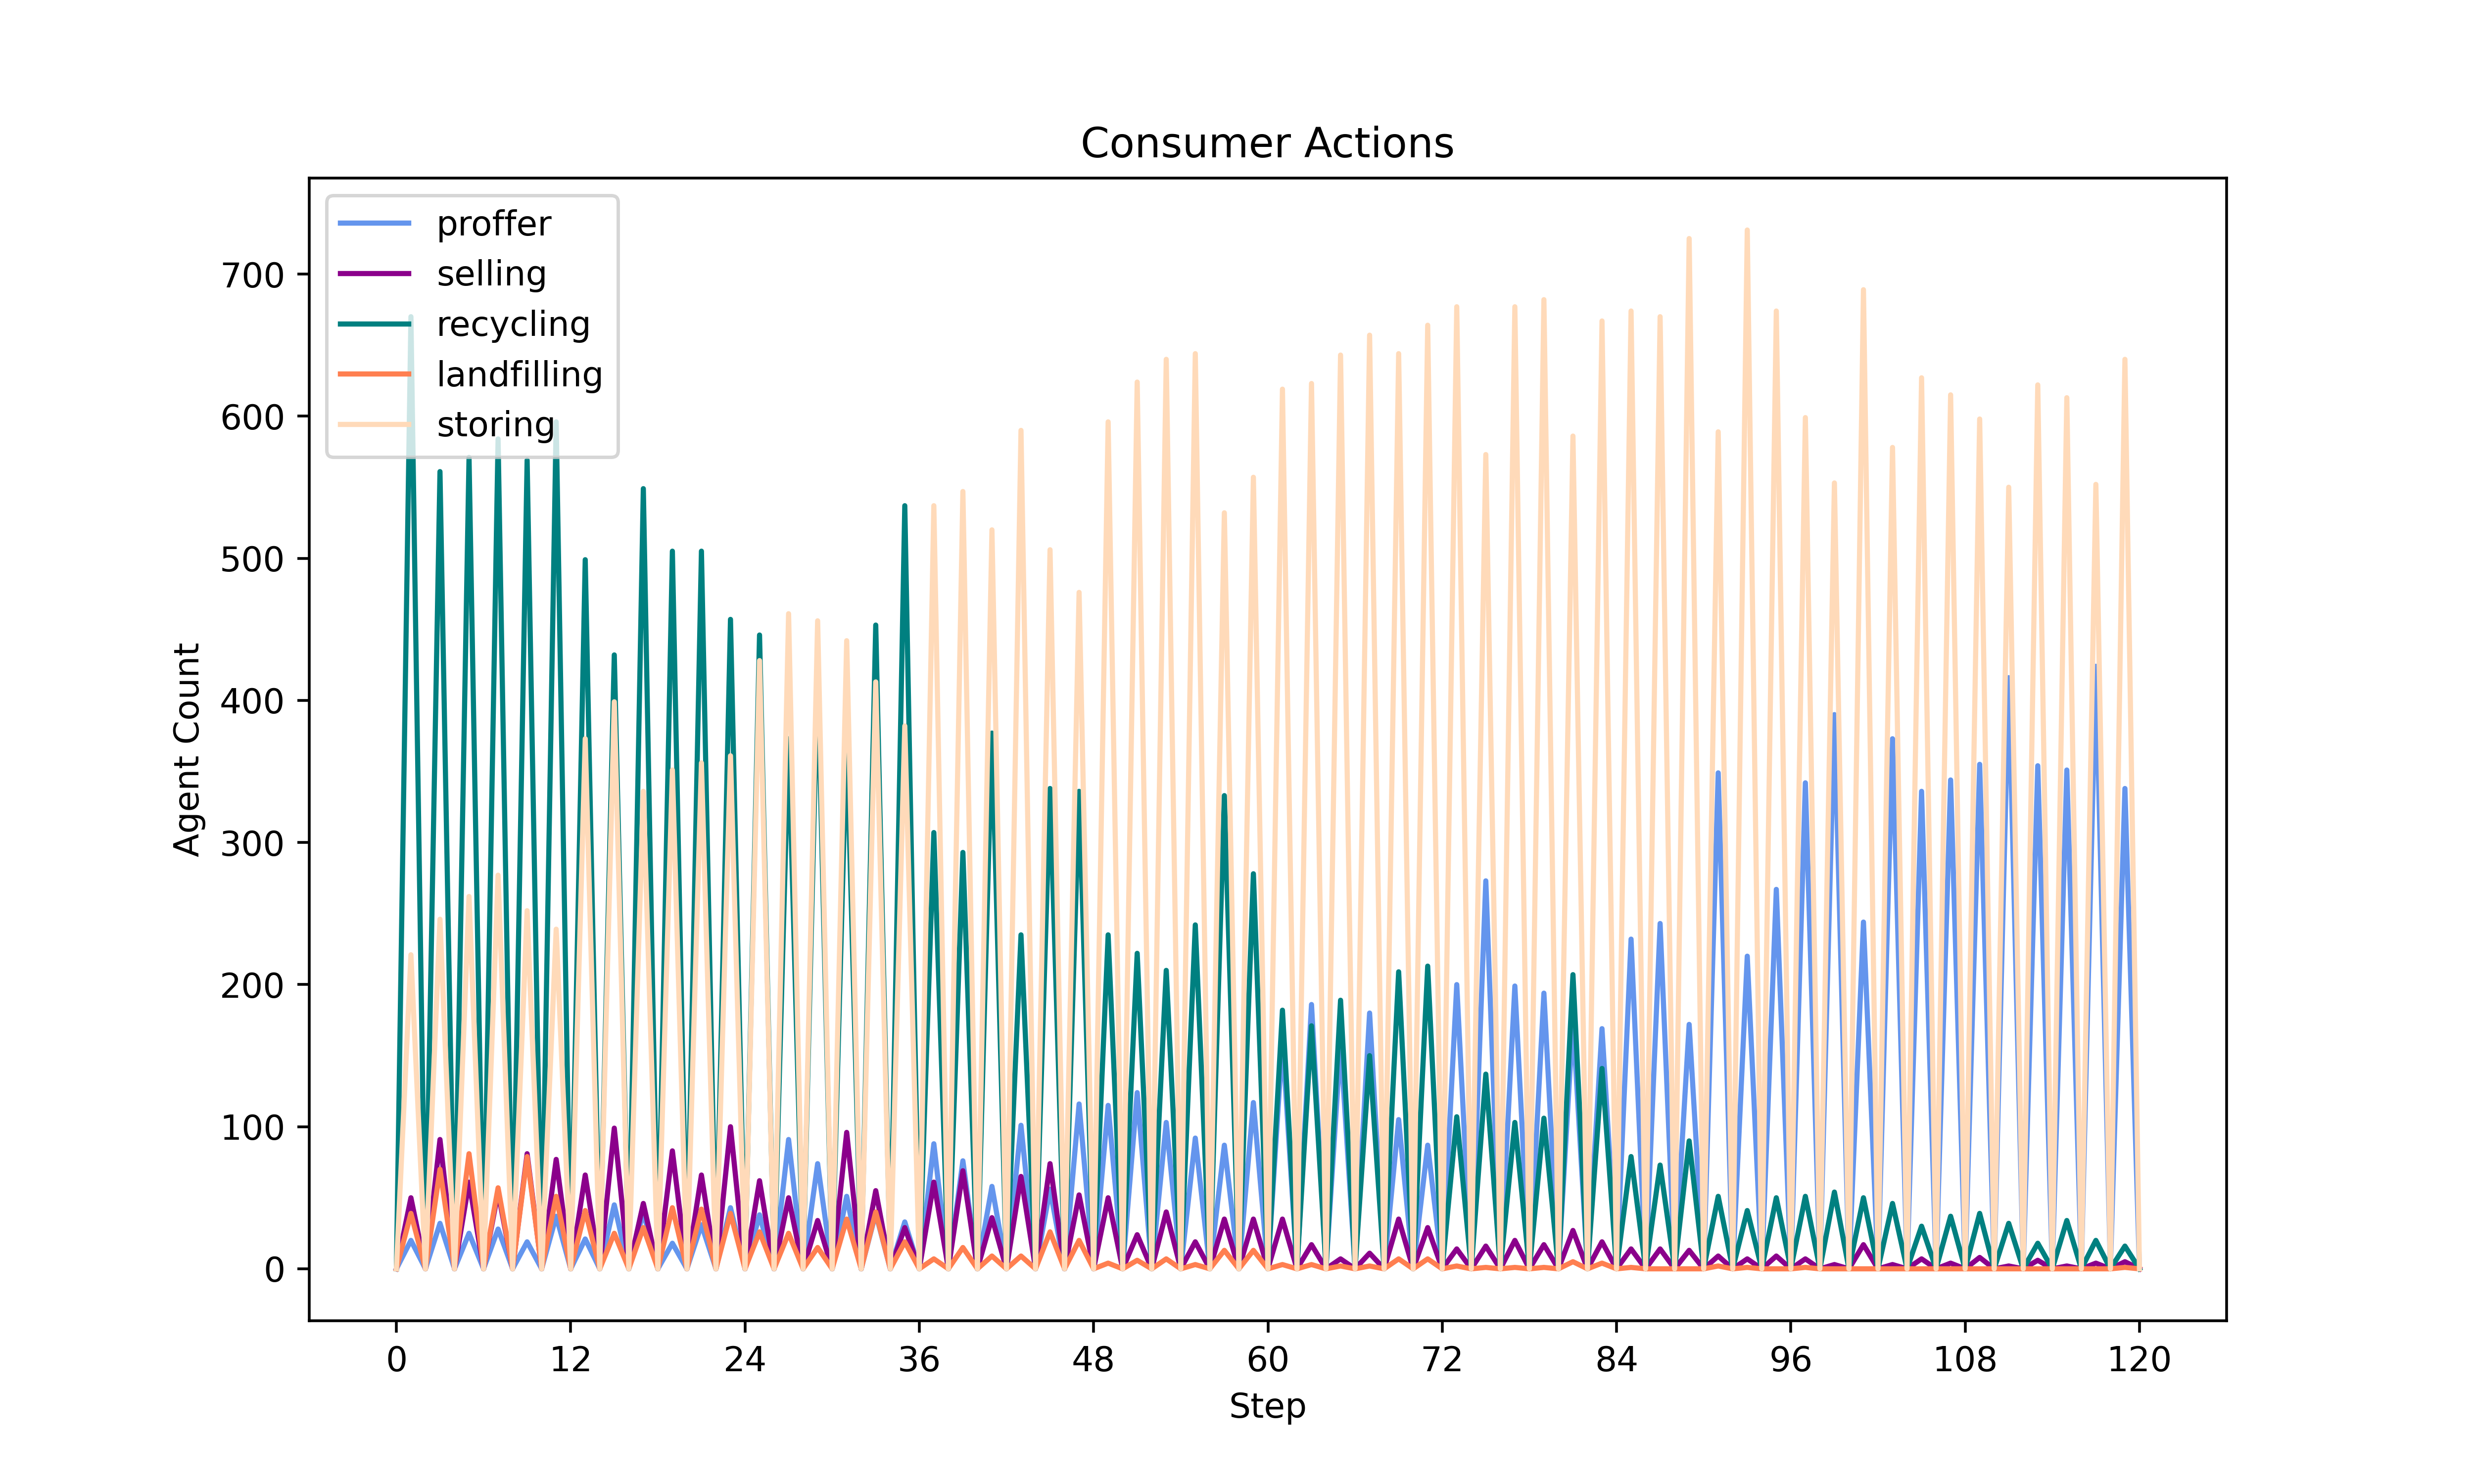 Consumer Actions
proffer
selling
recycling
landfilling
storing
Agent Count
700
600
500
400
300
200
100
0
0 12 24 36 48 60 72 84 96 108 120
Step